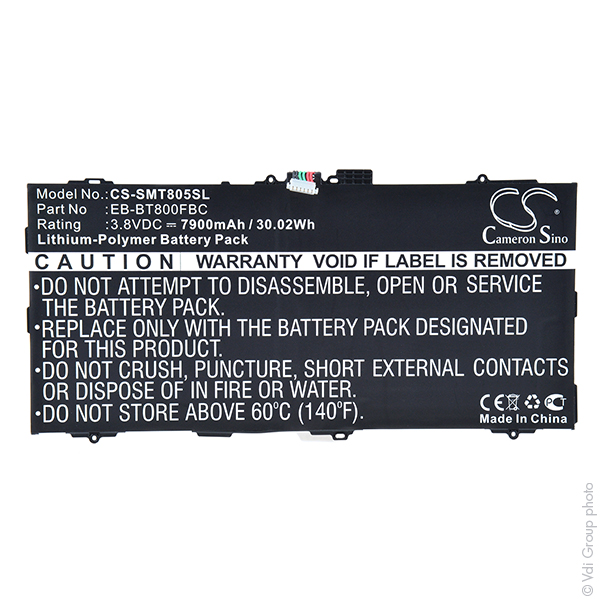 Model No.: CS-SMT805SL
Part No : EB-BT800FBC
Rating : 3.8VDC ⎓ 7900mAh / 30.02Wh
Lithium-Polymer Battery Pack
CS
Cameron Sino
CAUTION WARRANTY VOID IF LABEL IS REMOVED
•DO NOT ATTEMPT TO DISASSEMBLE, OPEN OR SERVICE
THE BATTERY PACK.
•REPLACE ONLY WITH THE BATTERY PACK DESIGNATED
FOR THIS PRODUCT.
•DO NOT CRUSH, PUNCTURE, SHORT EXTERNAL CONTACTS
OR DISPOSE OF IN FIRE OR WATER.
•DO NOT STORE ABOVE 60°C (140°F).
CE EAC
Made In China
© Vdi Group photo